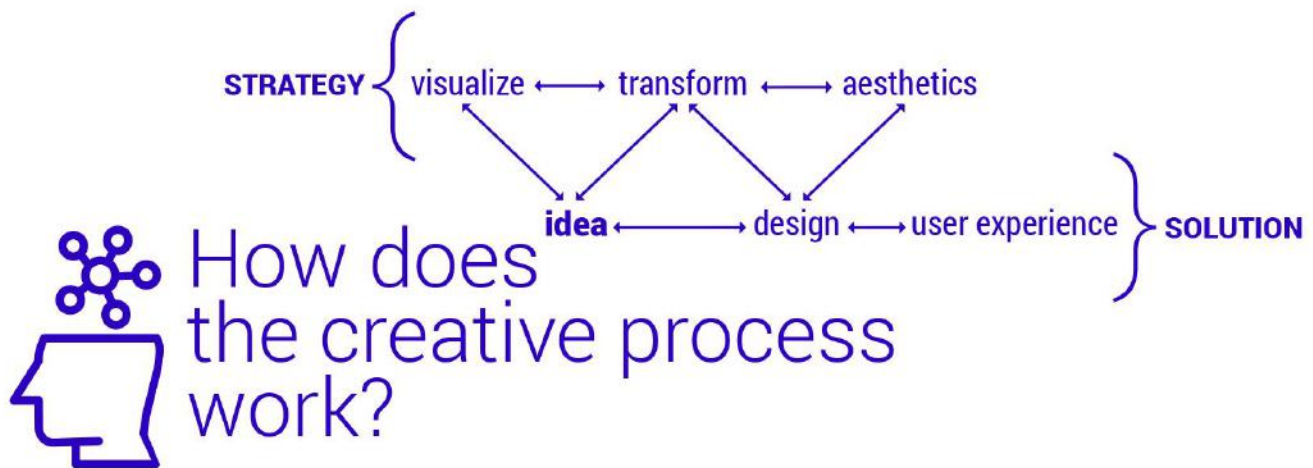 STRATEGY visualize transform aesthetics
idea design user experience SOLUTION
How does
the creative process
work?